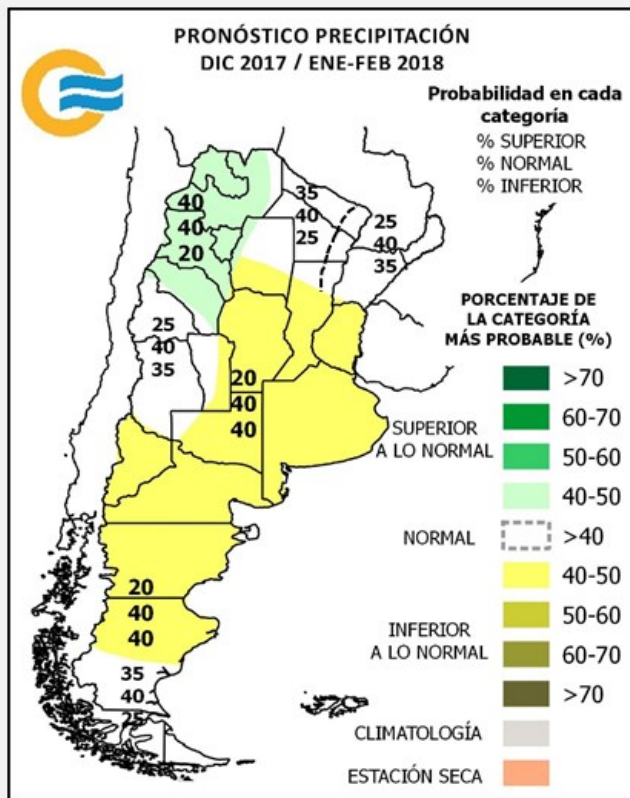 PRONÓSTICO PRECIPITACIÓN
DIC 2017 / ENE-FEB 2018
Probabilidad en cada
categoría
% SUPERIOR
% NORMAL
% INFERIOR
40
40
20
35
40
25
25
40
35
25
40
35
20
40
40
20
40
40
35
40
25
PORCENTAJE DE
LA CATEGORÍA
MÁS PROBABLE (%)
>70
60-70
SUPERIOR
A LO NORMAL
50-60
40-50
NORMAL
>40
40-50
50-60
INFERIOR
A LO NORMAL
60-70
>70
CLIMATOLOGÍA
ESTACIÓN SECA